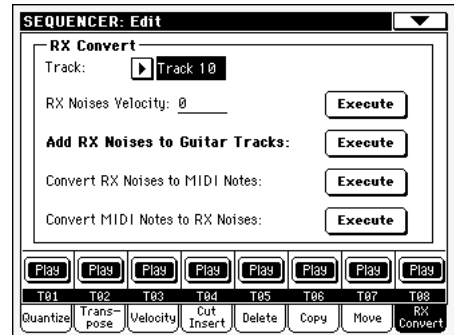 SEQUENCER: Edit
RX Convert
Track: Track 10
RX Noises Velocity: 0 Execute
Add RX Noises to Guitar Tracks: Execute
Convert RX Noises to MIDI Notes: Execute
Convert MIDI Notes to RX Noises: Execute
Play Play Play Play Play Play Play Play
T01 T02 T03 T04 T05 T06 T07 T08
Quantize Trans- Velocity Cut Delete Copy Move RX
pose Insert Convert